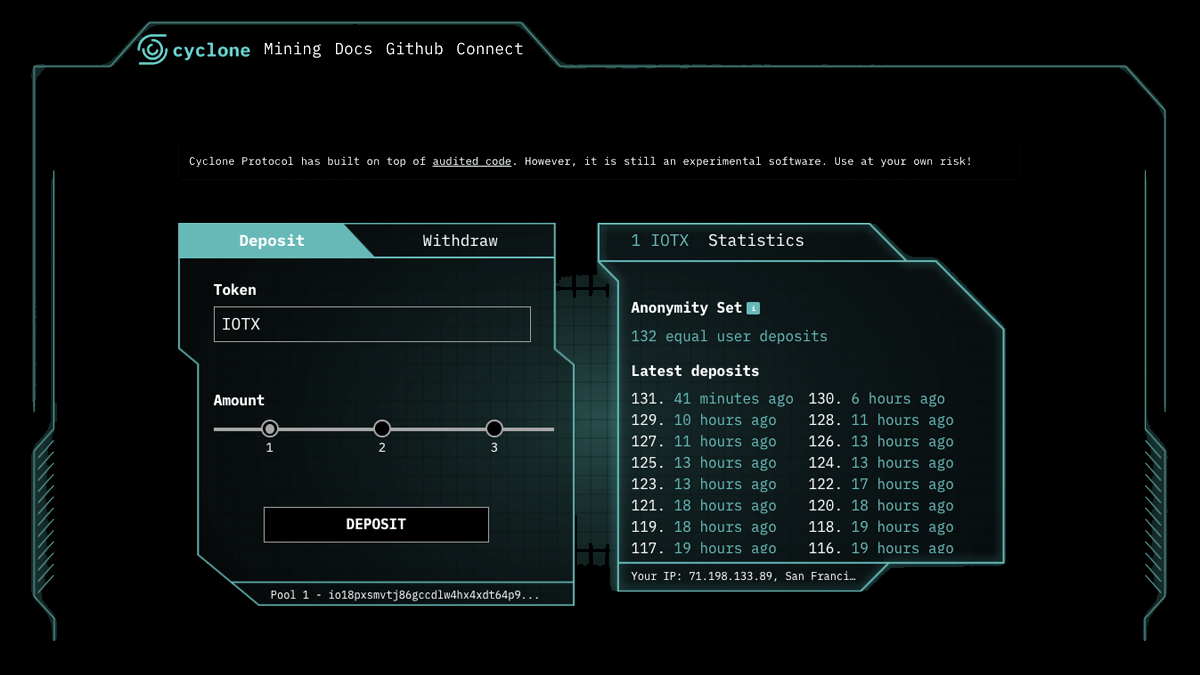 cyclone Mining Docs Github Connect
Cyclone Protocol has built on top of audited code. However, it is still an experimental software. Use at your own risk!
Deposit Withdraw
Token
IOTX
Amount
1 2 3
DEPOSIT
Pool 1 - io18pxsmvtj86gccdlw4hx4xdt64p9...
1 IOTX Statistics
Anonymity Set i
132 equal user deposits
Latest deposits
131. 41 minutes ago 130. 6 hours ago
129. 10 hours ago 128. 11 hours ago
127. 11 hours ago 126. 13 hours ago
125. 13 hours ago 124. 13 hours ago
123. 13 hours ago 122. 17 hours ago
121. 18 hours ago 120. 18 hours ago
119. 18 hours ago 118. 19 hours ago
117. 19 hours ago 116. 19 hours ago
Your IP: 71.198.133.89, San Franci…